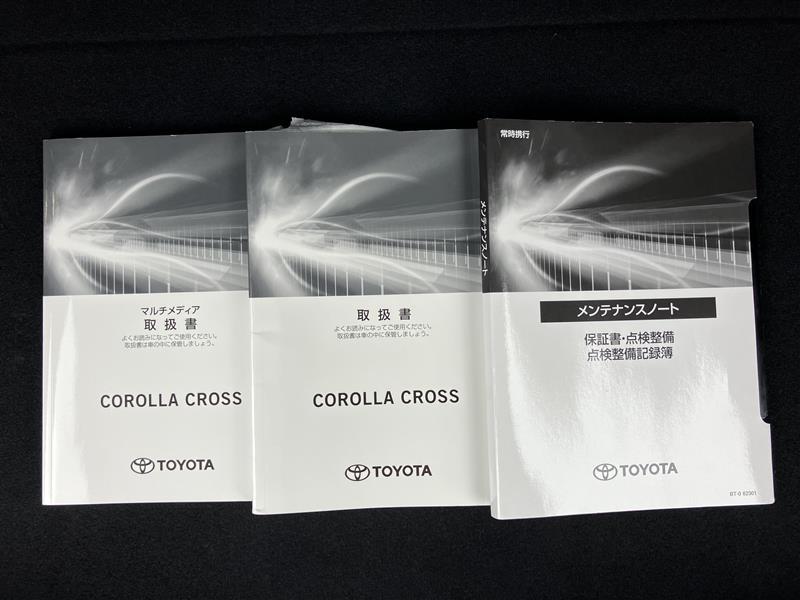 マルチメディア
取扱書
よくお読みになってご使用ください。
取扱書は車の中に保管しましょう。
COROLLA CROSS
TOYOTA
取扱書
よくお読みになってご使用ください。
取扱書は車の中に保管しましょう。
COROLLA CROSS
TOYOTA
メンテナンスノート
常時携行
メンテナンスノート
保証書・点検整備
点検整備記録簿
TOYOTA
BT-0 62301